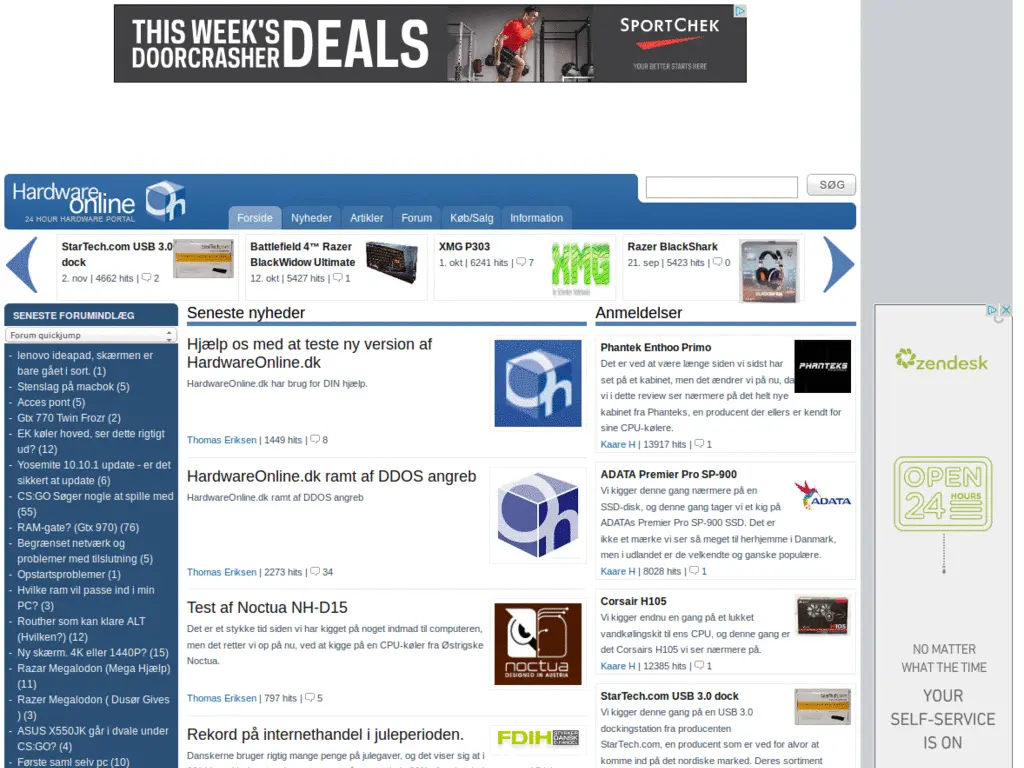 THIS WEEK'S
DOORCRASHER
DEALS
SPORTCHEK
YOUR BETTER STARTS HERE
Hardware
online
24 HOUR HARDWARE PORTAL
SØG
Forside
Nyheder
Artikler
Forum
Køb/Salg
Information
StarTech.com USB 3.0
dock
2. nov | 4662 hits | 2
Battlefield 4™ Razer
BlackWidow Ultimate
12. okt | 5427 hits | 1
XMG P303
1. okt | 6241 hits | 7
XMG
Razer BlackShark
21. sep | 5423 hits | 0
SENESTE FORUMINDLÆG
Forum quickjump
- lenovo ideapad, skærmen er
bare gået i sort. (1)
- Stenslag på macbok (5)
- Acces pont (5)
- Gtx 770 Twin Frozr (2)
- EK køler hoved, ser dette rigtigt
ud? (12)
- Yosemite 10.10.1 update - er det
sikkert at update (6)
- CS:GO Søger nogle at spille med
(55)
- RAM-gate? (Gtx 970) (76)
- Begrænset netværk og
problemer med tilslutning (5)
- Opstartsproblemer (1)
- Hvilke ram vil passe ind i min
PC? (3)
- Routher som kan klare ALT
(Hvilken?) (12)
- Ny skærm. 4K eller 1440P? (15)
- Razar Megalodon (Mega Hjælp)
(11)
- Razer Megalodon ( Dusør Gives
) (3)
- ASUS X550JK går i dvale under
CS:GO? (4)
- Første saml selv pc (10)
Seneste nyheder
Hjælp os med at teste ny version af
HardwareOnline.dk
HardwareOnline.dk har brug for DIN hjælp.
Thomas Eriksen | 1449 hits | 8
HardwareOnline.dk ramt af DDOS angreb
HardwareOnline.dk ramt af DDOS angreb
Thomas Eriksen | 2273 hits | 34
Test af Noctua NH-D15
Det er et stykke tid siden vi har kigget på noget indmad til computeren,
men det retter vi op på nu, ved at kigge på en CPU-køler fra Østrigske
Noctua.
noctua
DESIGNED IN AUSTRIA
Thomas Eriksen | 797 hits | 5
Rekord på internethandel i juleperioden.
Danskerne bruger rigtig mange penge på julegaver, og det viser sig at i
FDIH
STYRKER
DANSK
E-HANDEL
Anmeldelser
Phantek Enthoo Primo
Det er ved at være længe siden vi sidst har
set på et kabinet, men det ændrer vi på nu, da
vi i dette review ser nærmere på det helt nye
kabinet fra Phanteks, en producent der ellers er kendt for
sine CPU-kølere.
PHANTEKS
Kaare H | 13917 hits | 1
ADATA Premier Pro SP-900
Vi kigger denne gang nærmere på en
SSD-disk, og denne gang tager vi et kig på
ADATAs Premier Pro SP-900 SSD. Det er
ikke et mærke vi ser så meget til herhjemme i Danmark,
men i udlandet er de velkendte og ganske populære.
ADATA
Kaare H | 8028 hits | 1
Corsair H105
Vi kigger endnu en gang på et lukket
vandkølingskit til ens CPU, og denne gang er
det Corsairs H105 vi ser nærmere på.
Kaare H | 12385 hits | 1
StarTech.com USB 3.0 dock
Vi kigger denne gang på en USB 3.0
dockingstation fra producenten
StarTech.com, en producent som er ved for alvor at
komme ind på det nordiske marked. Deres sortiment
zendesk
OPEN
24
HOURS
NO MATTER
WHAT THE TIME
YOUR
SELF-SERVICE
IS ON